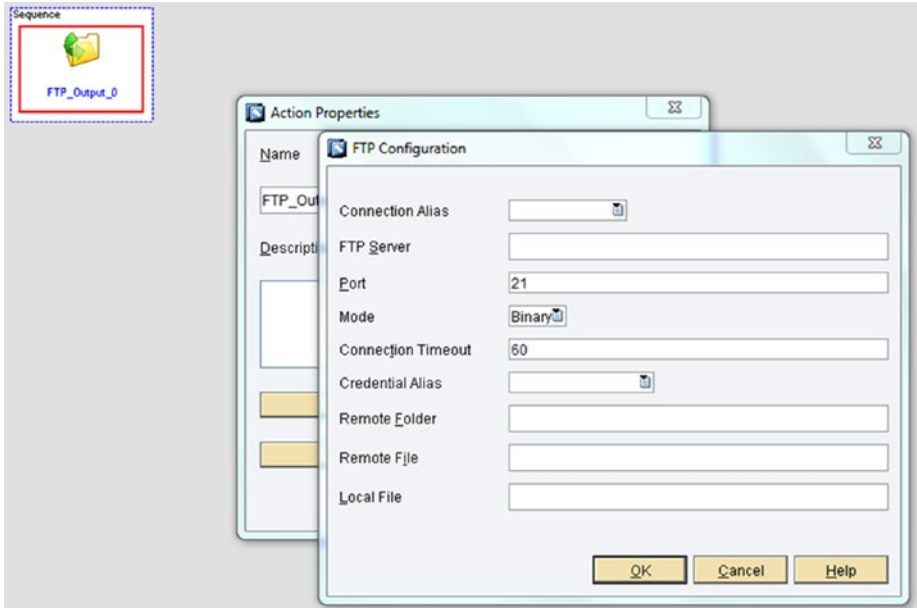 Sequence
FTP_Output_0
Action Properties
Name
FTP_Out
Descripti
FTP Configuration
Connection Alias
FTP Server
Port
21
Mode
Binary
Connection Timeout
60
Credential Alias
Remote Folder
Remote File
Local File
OK
Cancel
Help